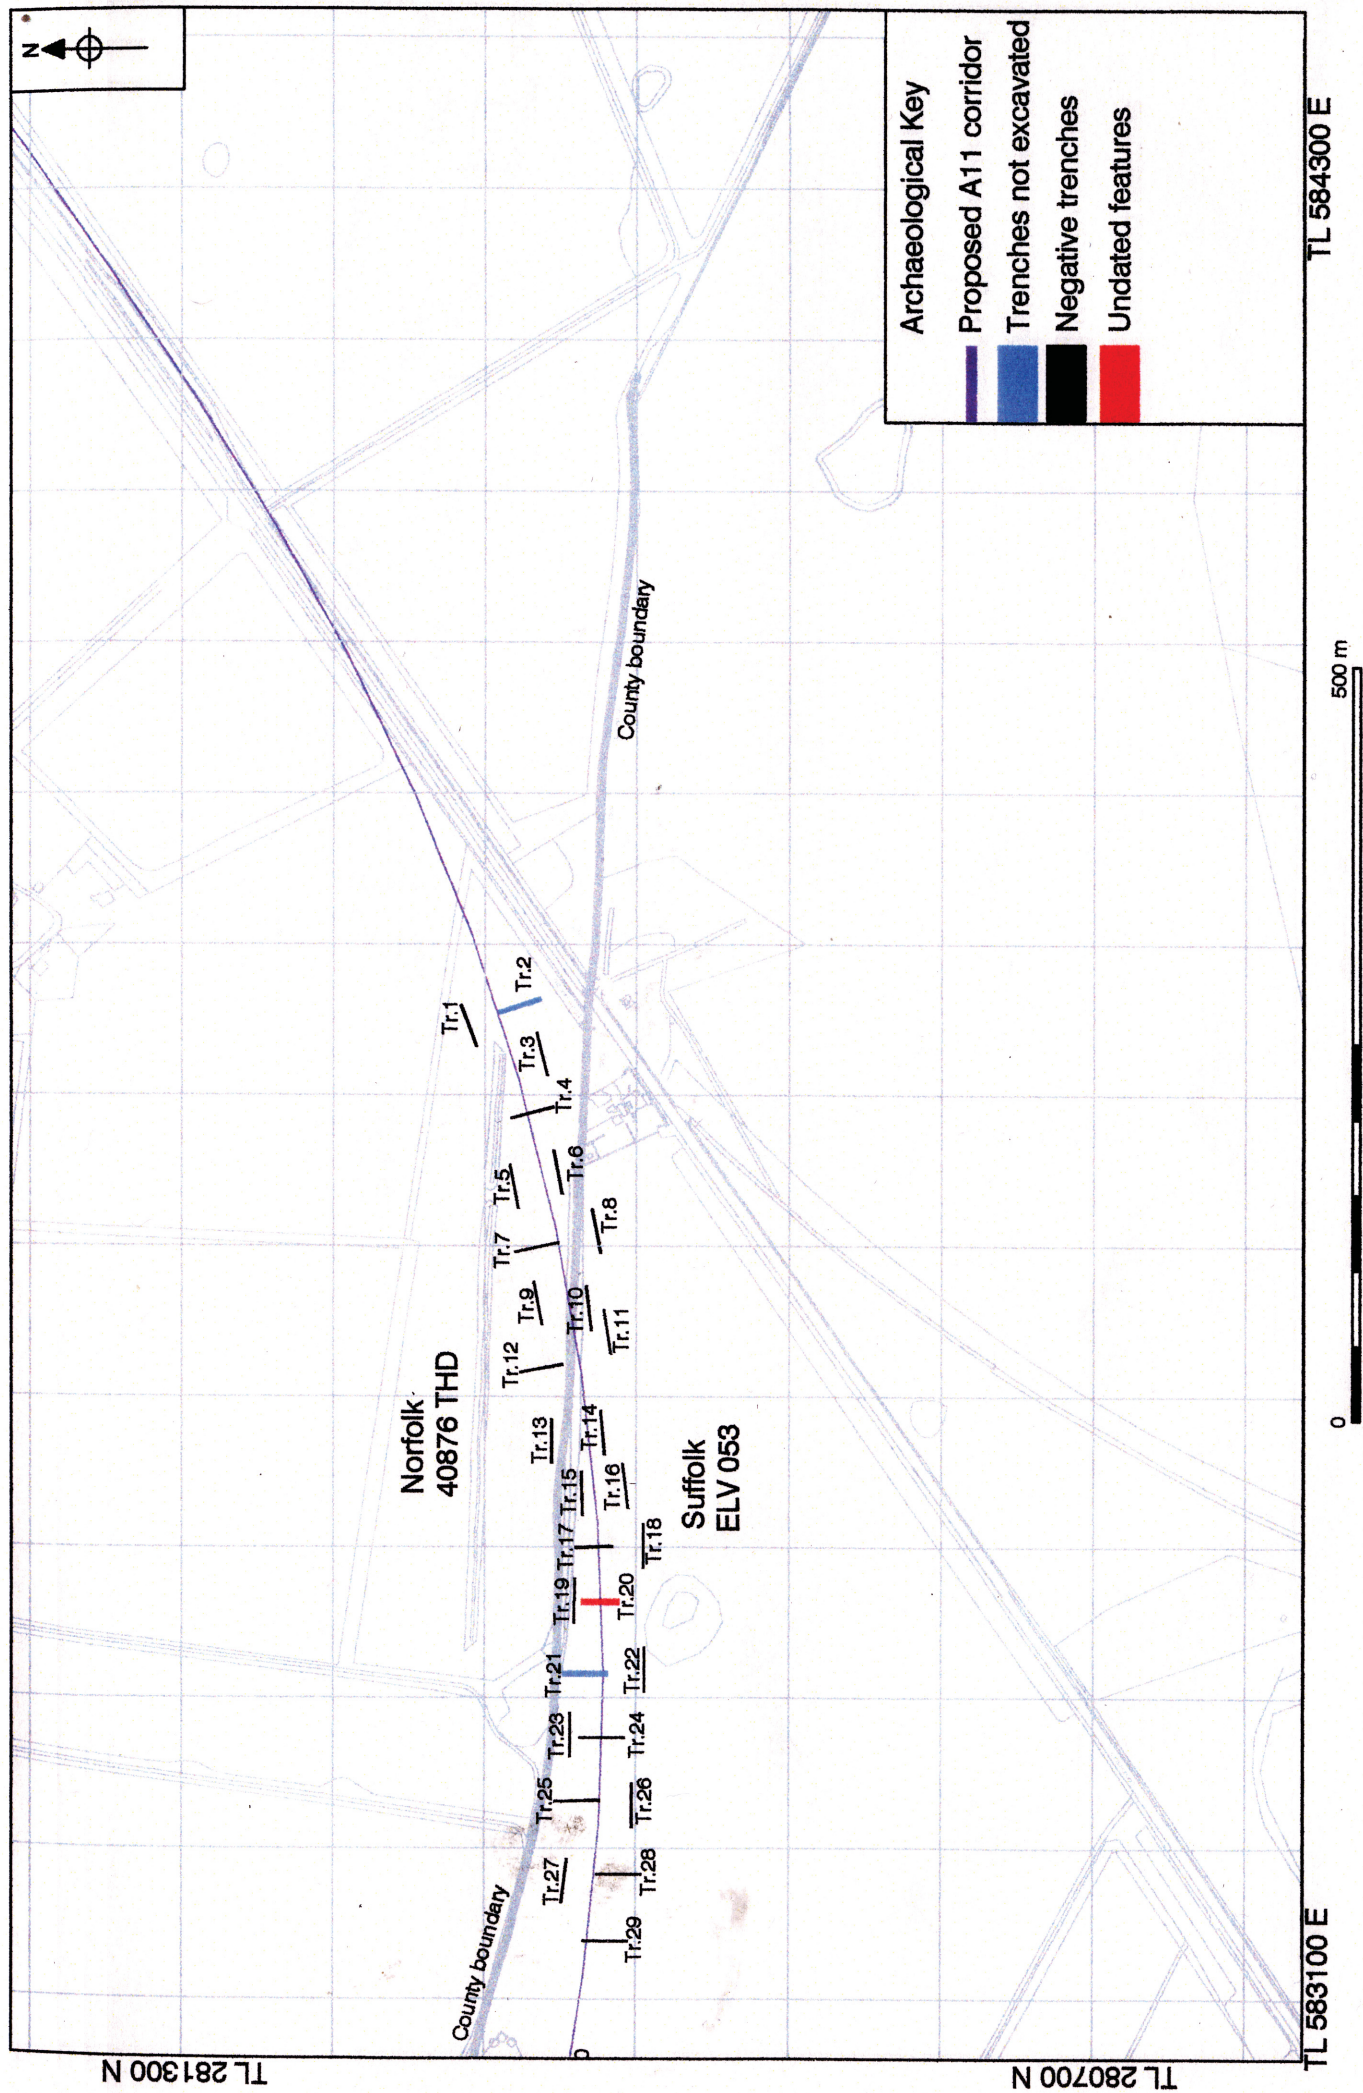 N
Archaeological Key
Proposed A11 corridor
Trenches not excavated
Negative trenches
Undated features
County boundary
County boundary
Norfolk
40876 THD
Suffolk
ELV 053
Tr.1
Tr.2
Tr.3
Tr.4
Tr.5
Tr.6
Tr.7
Tr.8
Tr.9
Tr.10
Tr.11
Tr.12
Tr.13
Tr.14
Tr.15
Tr.16
Tr.17
Tr.18
Tr.19
Tr.20
Tr.21
Tr.22
Tr.23
Tr.24
Tr.25
Tr.26
Tr.27
Tr.28
Tr.29
0
TL 281300 N
TL 280700 N
TL 583100 E
TL 584300 E
0
500 m